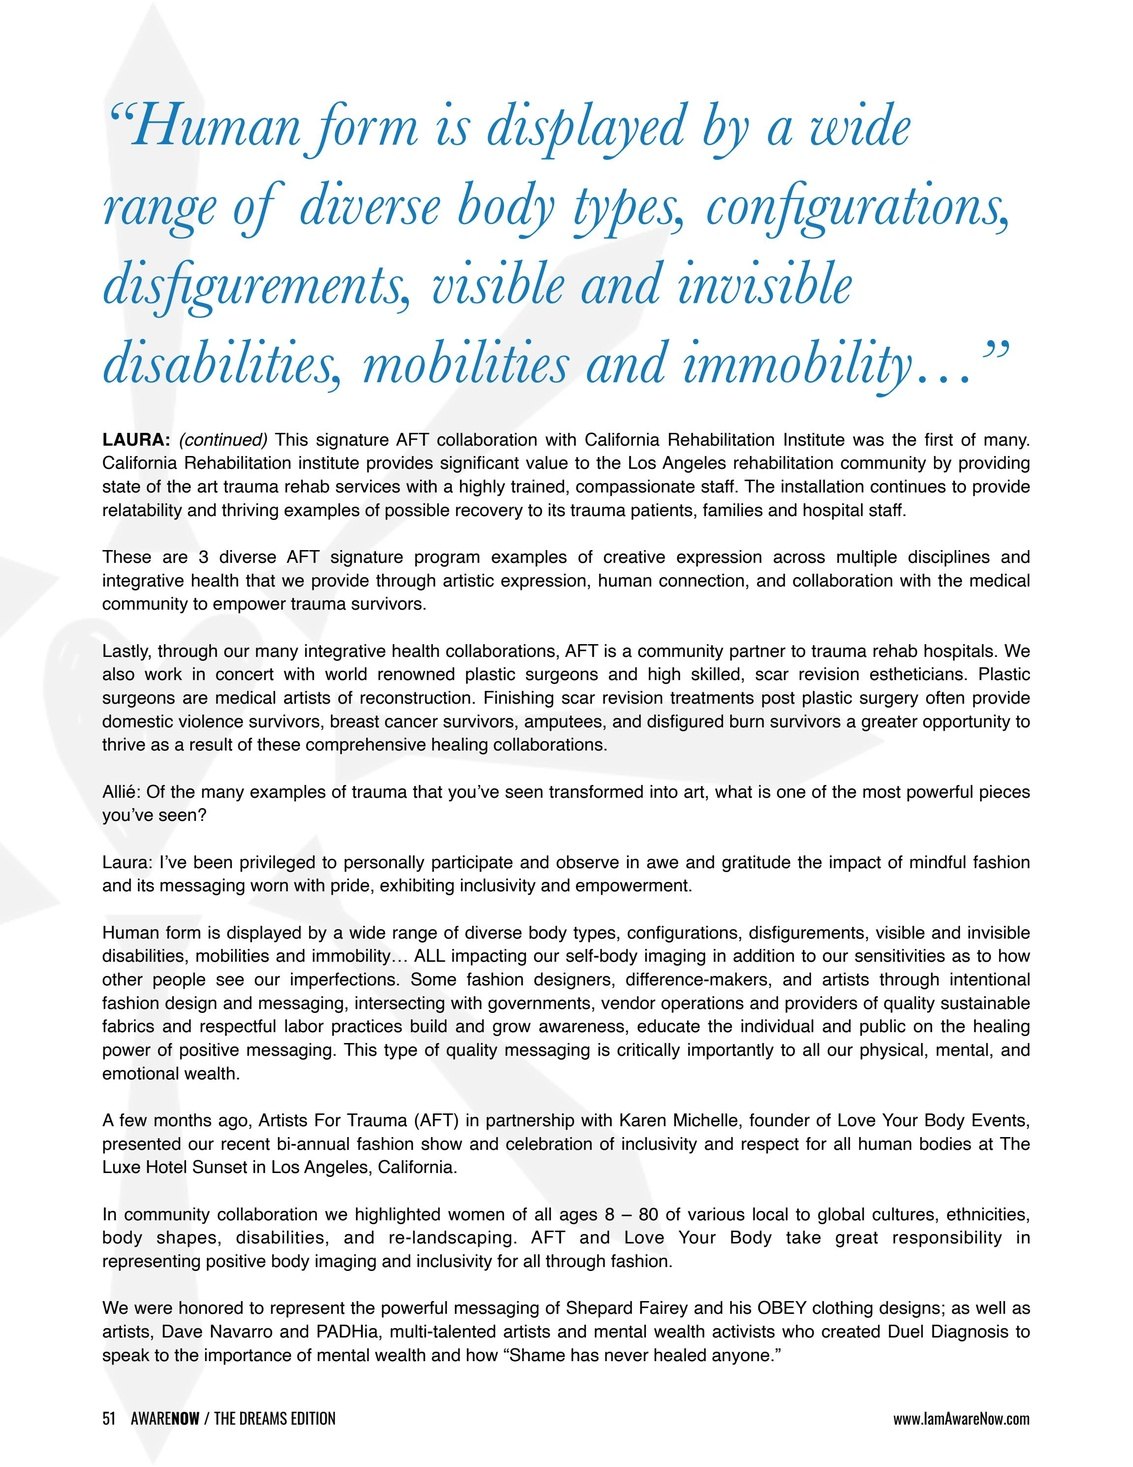 “Human form is displayed by a wide
range of diverse body types, configurations,
disfigurements, visible and invisible
disabilities, mobilities and immobility…”
LAURA: (continued) This signature AFT collaboration with California Rehabilitation Institute was the first of many.
California Rehabilitation institute provides significant value to the Los Angeles rehabilitation community by providing
state of the art trauma rehab services with a highly trained, compassionate staff. The installation continues to provide
relatability and thriving examples of possible recovery to its trauma patients, families and hospital staff.
These are 3 diverse AFT signature program examples of creative expression across multiple disciplines and
integrative health that we provide through artistic expression, human connection, and collaboration with the medical
community to empower trauma survivors.
Lastly, through our many integrative health collaborations, AFT is a community partner to trauma rehab hospitals. We
also work in concert with world renowned plastic surgeons and high skilled, scar revision estheticians. Plastic
surgeons are medical artists of reconstruction. Finishing scar revision treatments post plastic surgery often provide
domestic violence survivors, breast cancer survivors, amputees, and disfigured burn survivors a greater opportunity to
thrive as a result of these comprehensive healing collaborations.
Allié: Of the many examples of trauma that you’ve seen transformed into art, what is one of the most powerful pieces
you’ve seen?
Laura: I’ve been privileged to personally participate and observe in awe and gratitude the impact of mindful fashion
and its messaging worn with pride, exhibiting inclusivity and empowerment.
Human form is displayed by a wide range of diverse body types, configurations, disfigurements, visible and invisible
disabilities, mobilities and immobility… ALL impacting our self-body imaging in addition to our sensitivities as to how
other people see our imperfections. Some fashion designers, difference-makers, and artists through intentional
fashion design and messaging, intersecting with governments, vendor operations and providers of quality sustainable
fabrics and respectful labor practices build and grow awareness, educate the individual and public on the healing
power of positive messaging. This type of quality messaging is critically importantly to all our physical, mental, and
emotional wealth.
A few months ago, Artists For Trauma (AFT) in partnership with Karen Michelle, founder of Love Your Body Events,
presented our recent bi-annual fashion show and celebration of inclusivity and respect for all human bodies at The
Luxe Hotel Sunset in Los Angeles, California.
In community collaboration we highlighted women of all ages 8 – 80 of various local to global cultures, ethnicities,
body shapes, disabilities, and re-landscaping. AFT and Love Your Body take great responsibility in
representing positive body imaging and inclusivity for all through fashion.
We were honored to represent the powerful messaging of Shepard Fairey and his OBEY clothing designs; as well as
artists, Dave Navarro and PADHia, multi-talented artists and mental wealth activists who created Duel Diagnosis to
speak to the importance of mental wealth and how “Shame has never healed anyone.”
51 AWARENOW / THE DREAMS EDITION
www.IamAwareNow.com